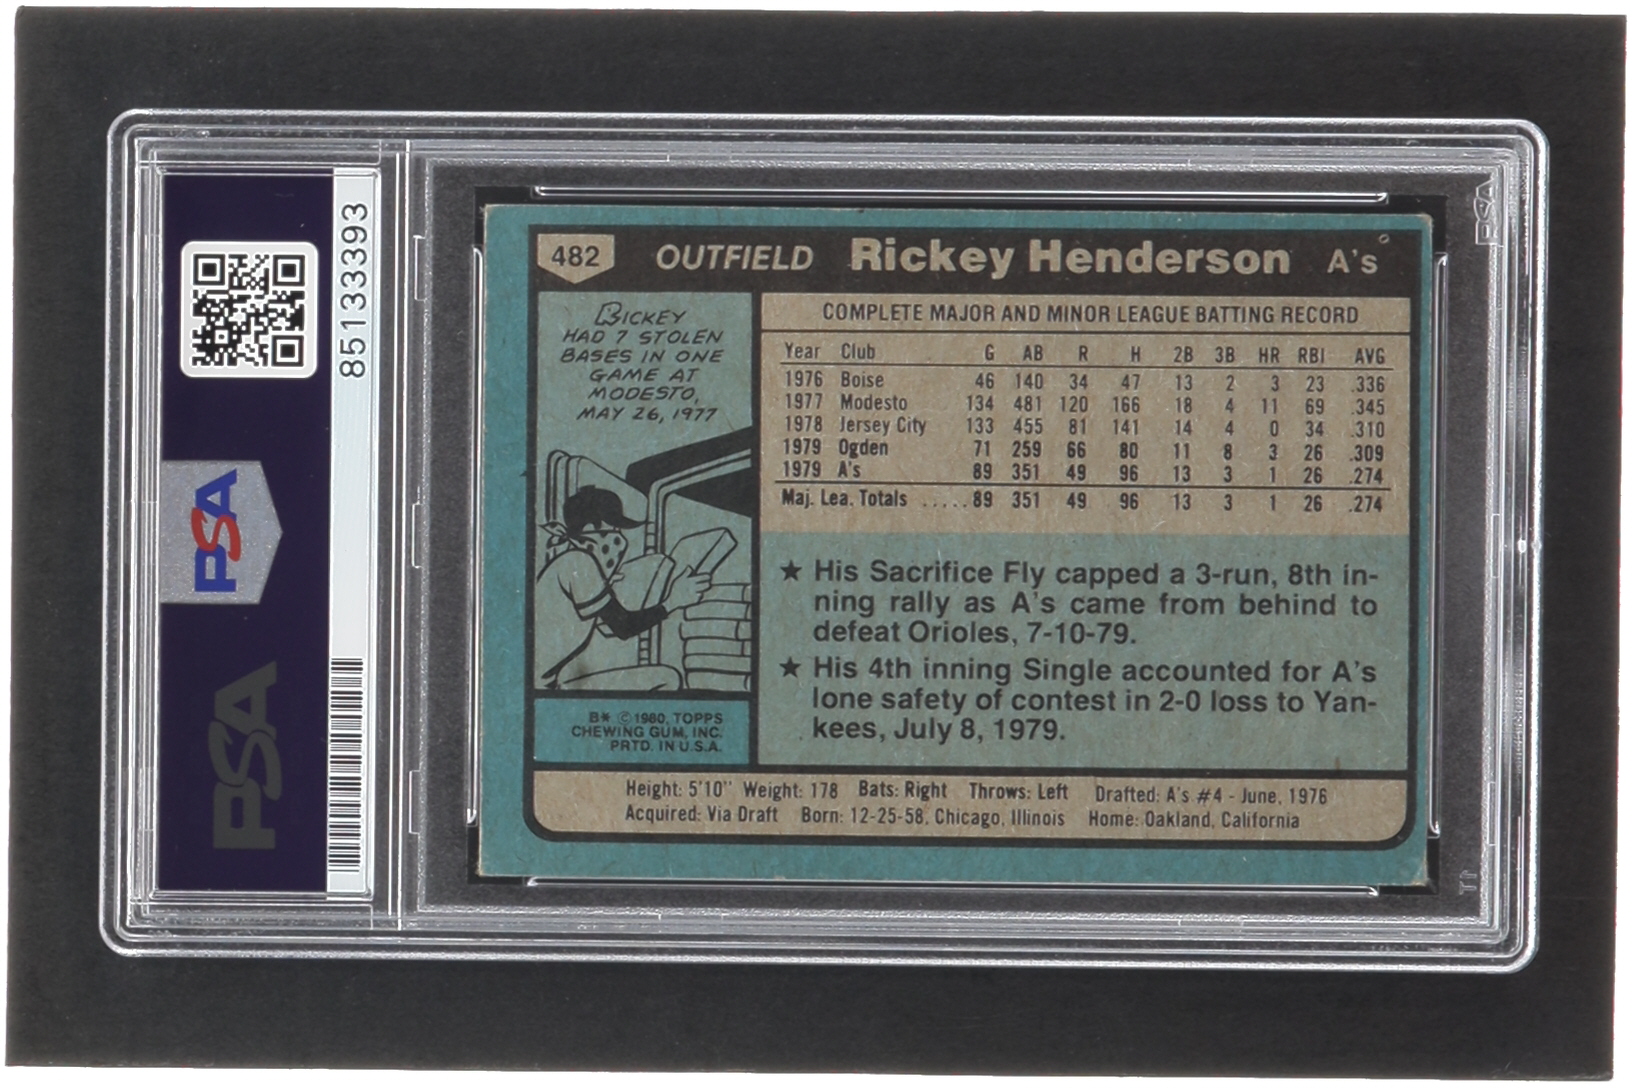 85133393
PSA
PSA
482 OUTFIELD Rickey Henderson A's
RICKEY
HAD 7 STOLEN
BASES IN ONE
GAME AT
MODESTO,
MAY 26, 1977
COMPLETE MAJOR AND MINOR LEAGUE BATTING RECORD
Year Club G AB R H 2B 3B HR RBI AVG
1976 Boise 46 140 34 47 13 2 3 23 .336
1977 Modesto 134 481 120 166 18 4 11 69 .345
1978 Jersey City 133 455 81 141 14 4 0 34 .310
1979 Ogden 71 259 66 80 11 8 3 26 .309
1979 A's 89 351 49 96 13 3 1 26 .274
Maj. Lea. Totals ..... 89 351 49 96 13 3 1 26 .274
★ His Sacrifice Fly capped a 3-run, 8th in-
ning rally as A's came from behind to
defeat Orioles, 7-10-79.
★ His 4th inning Single accounted for A's
lone safety of contest in 2-0 loss to Yan-
kees, July 8, 1979.
B* © 1980, TOPPS
CHEWING GUM, INC.
PRTD. IN U.S.A.
Height: 5'10" Weight: 178 Bats: Right Throws: Left Drafted: A's #4 - June, 1976
Acquired: Via Draft Born: 12-25-58, Chicago, Illinois Home: Oakland, California
PSA